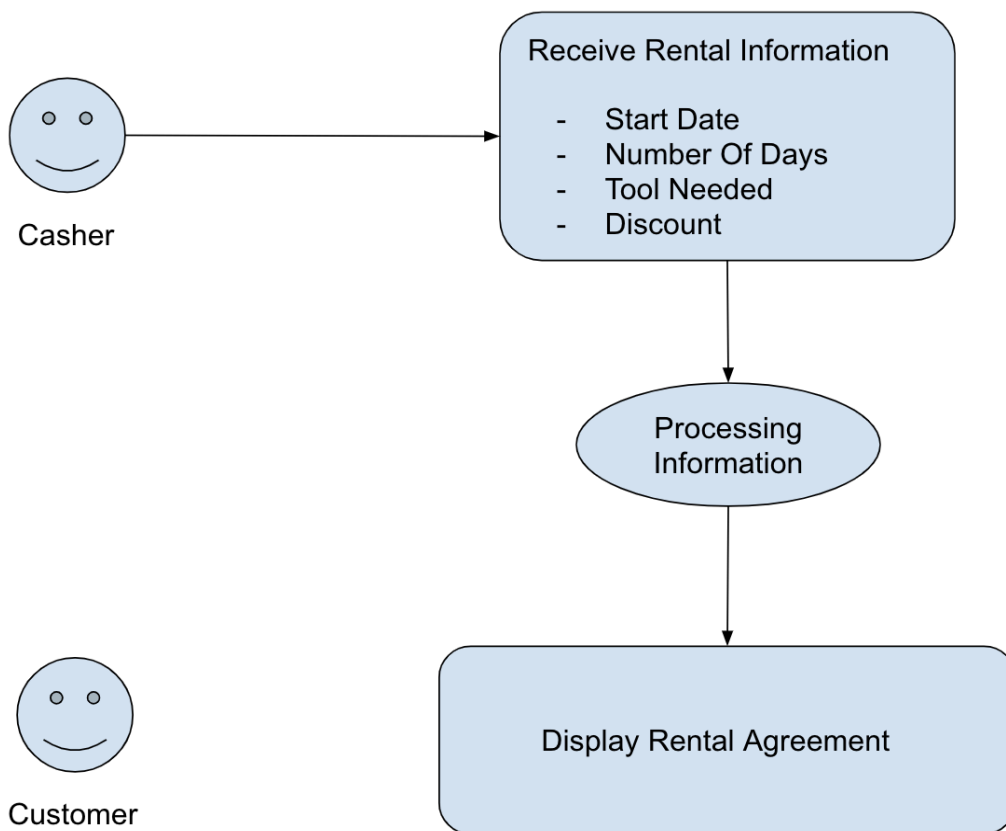 Receive Rental Information
- Start Date
- Number Of Days
- Tool Needed
- Discount
Casher
Processing
Information
Display Rental Agreement
Customer